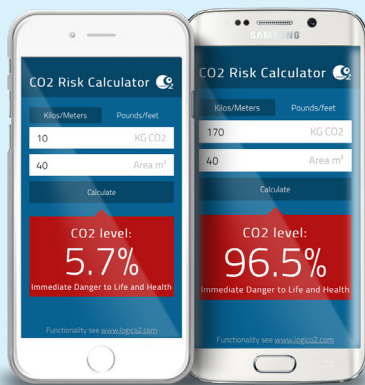 CO2 Risk Calculator
Kilos/Meters Pounds/feet
10 KG CO2
40 Area m³
Calculate
CO2 level:
5.7%
Immediate Danger to Life and Health
Functionality see www.logico2.com
SAMSUNG
CO2 Risk Calculator
Kilos/Meters Pounds/feet
170 KG CO2
40 Area m³
Calculate
CO2 level:
96.5%
Immediate Danger to Life and Health
Functionality see www.logico2.com